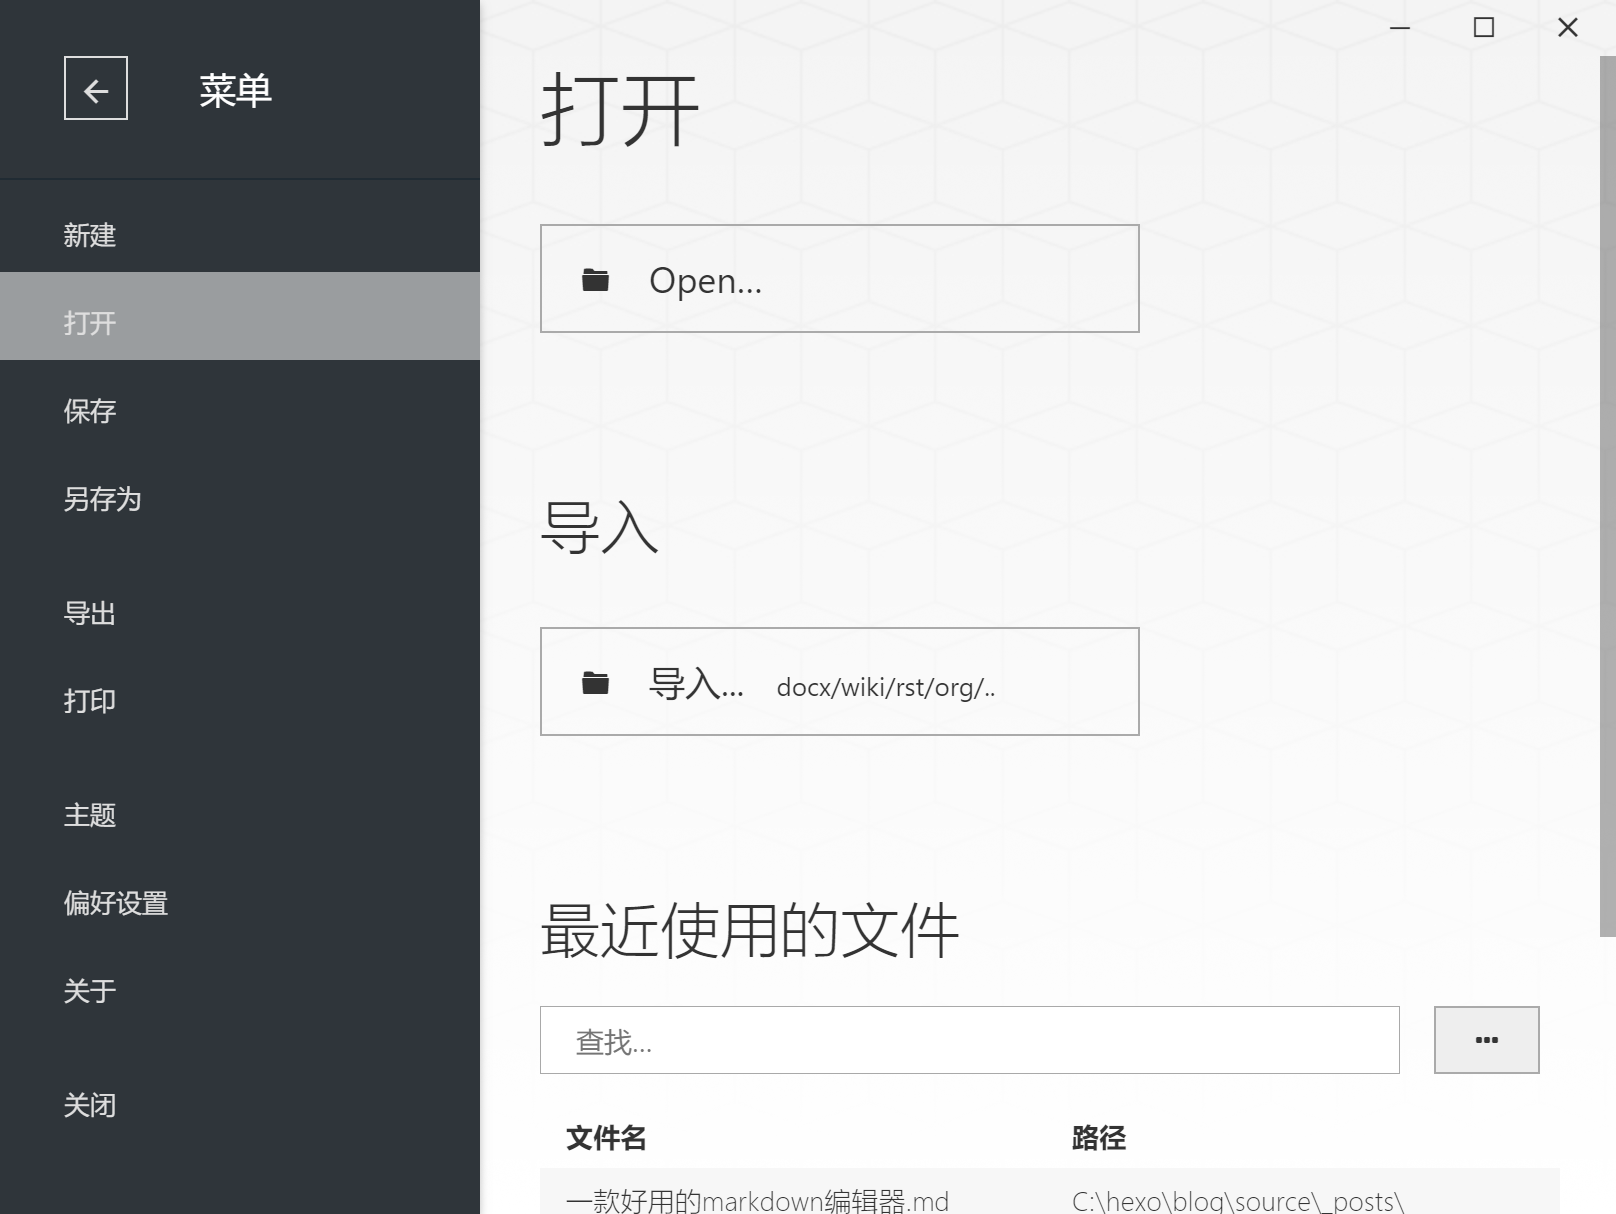 菜单
新建
打开
保存
另存为
导出
打印
主题
偏好设置
关于
关闭
打开
Open...
导入
导入... docx/wiki/rst/org/..
最近使用的文件
查找...
文件名 路径
一款好用的markdown编辑器.md C:\hexo\blog\source\_posts\